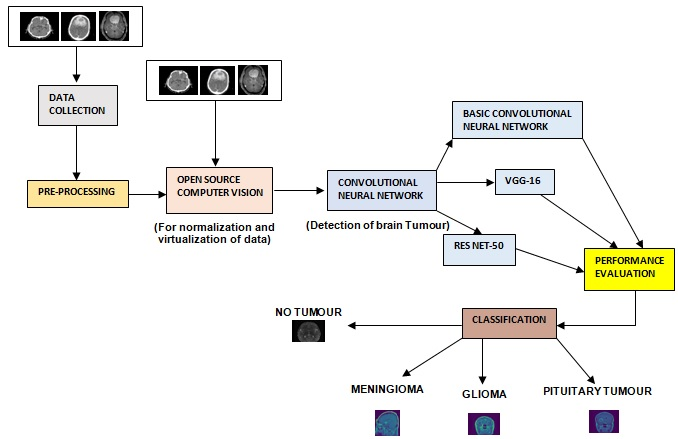 DATA
COLLECTION
PRE-PROCESSING
OPEN SOURCE
COMPUTER VISION
(For normalization and
virtualization of data)
CONVOLUTIONAL
NEURAL NETWORK
(Detection of brain Tumour)
BASIC CONVOLUTIONAL
NEURAL NETWORK
VGG-16
RES NET-50
PERFORMANCE
EVALUATION
CLASSIFICATION
NO TUMOUR
MENINGIOMA
GLIOMA
PITUITARY TUMOUR